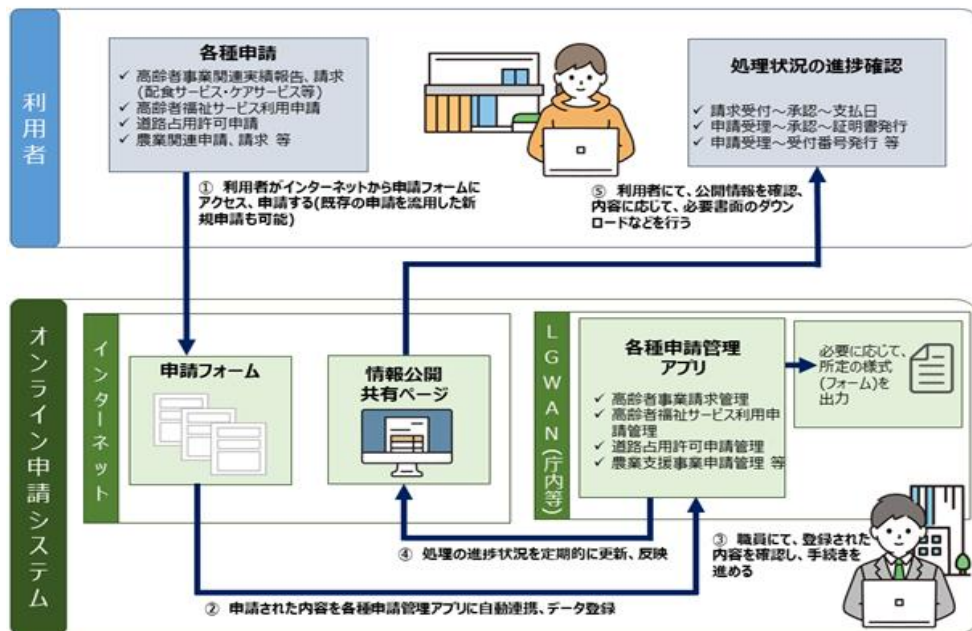 利用者
各種申請
✓ 高齢者事業関連実績報告、請求
(配食サービス・ケアサービス等)
✓ 高齢者福祉サービス利用申請
✓ 道路占用許可申請
✓ 農業関連申請、請求 等
処理状況の進捗確認
✓ 請求受付～承認～支払日
✓ 申請受理～承認～証明書発行
✓ 申請受理～受付番号発行 等
① 利用者がインターネットから申請フォームに
アクセス、申請する(既存の申請を流用した新
規申請も可能)
⑤ 利用者にて、公開情報を確認、
内容に応じて、必要書面のダウン
ロードなどを行う
オンライン申請システム
インターネット
申請フォーム
情報公開
共有ページ
LGWAN(庁内等)
各種申請管理
アプリ
✓ 高齢者事業請求管理
✓ 高齢者福祉サービス利用申
請管理
✓ 道路占用許可申請管理
✓ 農業支援事業申請管理 等
必要に応じて、
所定の様式
(フォーム)を
出力
③ 職員にて、登録された
内容を確認し、手続きを
進める
④ 処理の進捗状況を定期的に更新、反映
② 申請された内容を各種申請管理アプリに自動連携、データ登録